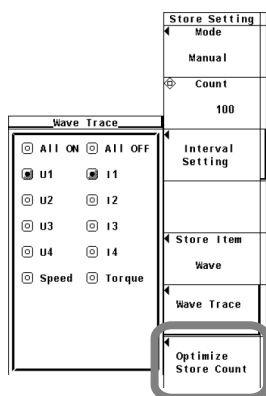 Store Setting
Mode
Manual
Count
100
Interval
Setting
Store Item
Wave
Wave Trace
Optimize
Store Count
Wave Trace
All ON All OFF
U1 I1
U2 I2
U3 I3
U4 I4
Speed Torque